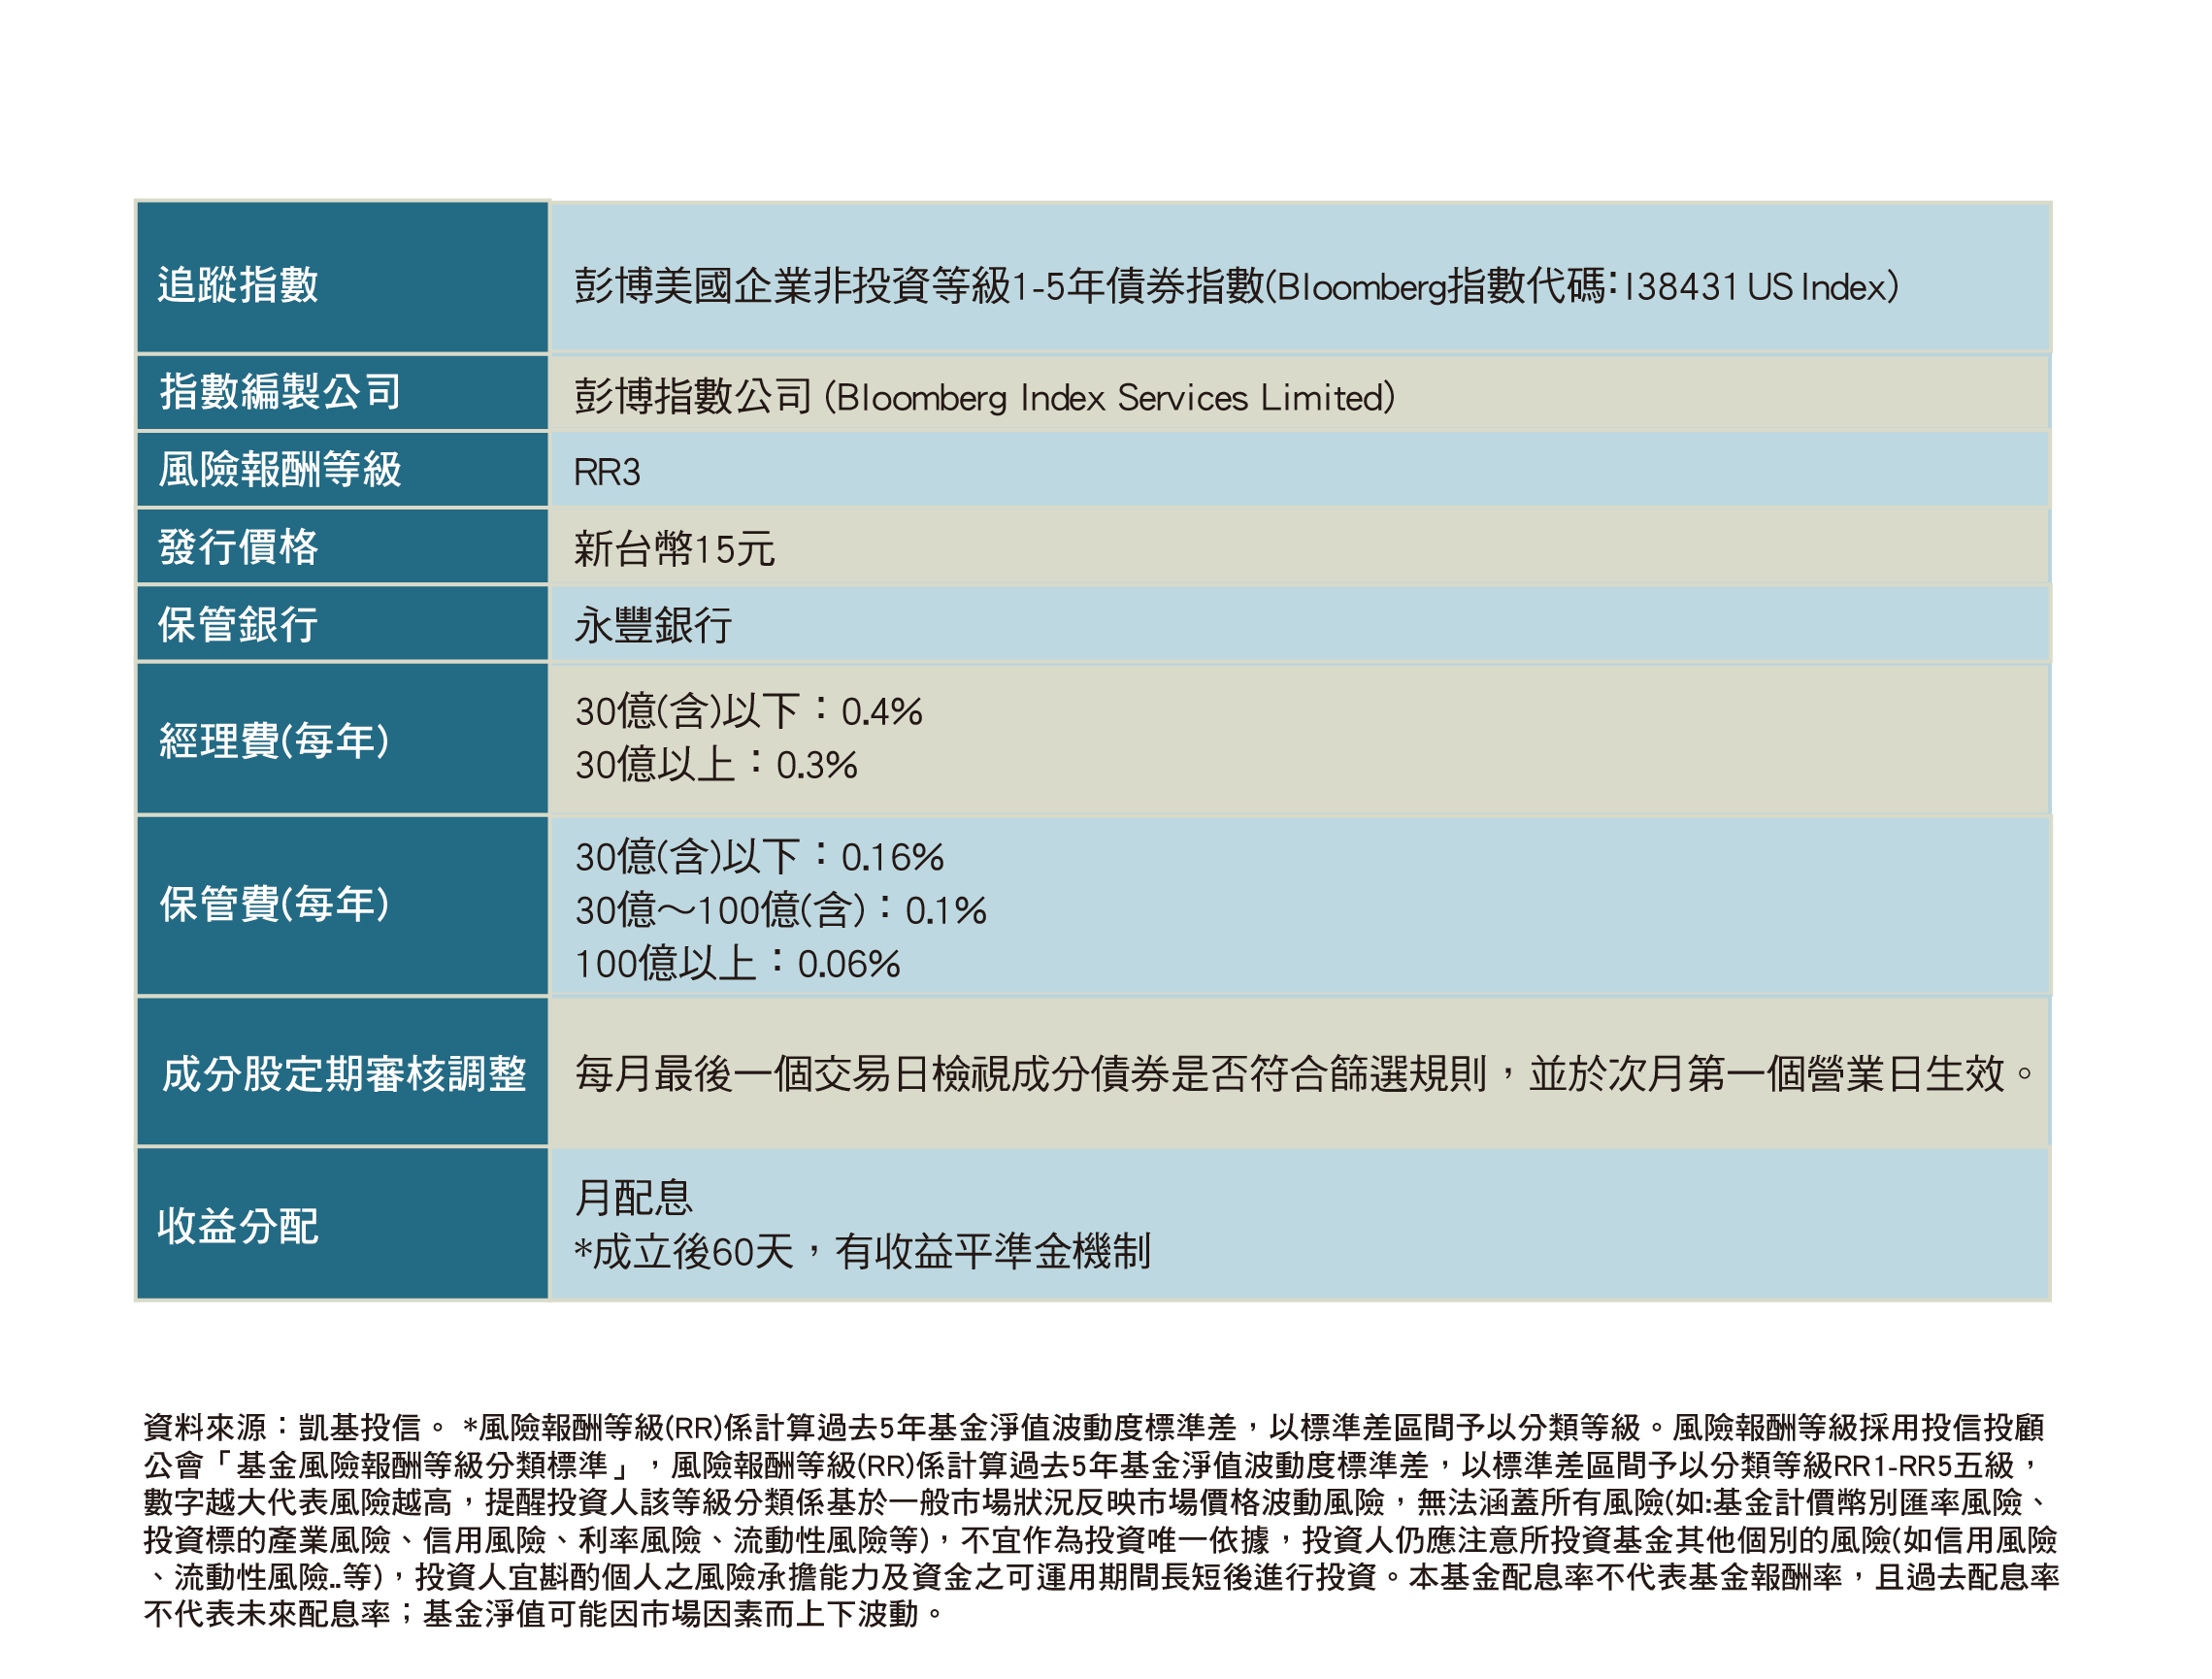 追蹤指數
彭博美國企業非投資等級1-5年債券指數(Bloomberg指數代碼:I38431 US Index)
指數編製公司
彭博指數公司 (Bloomberg Index Services Limited)
風險報酬等級
RR3
發行價格
新台幣15元
保管銀行
永豐銀行
經理費(每年)
30億(含)以下：0.4%
30億以上：0.3%
保管費(每年)
30億(含)以下：0.16%
30億～100億(含)：0.1%
100億以上：0.06%
成分股定期審核調整
每月最後一個交易日檢視成分債券是否符合篩選規則，並於次月第一個營業日生效。
收益分配
月配息
*成立後60天，有收益平準金機制
資料來源：凱基投信。 *風險報酬等級(RR)係計算過去5年基金淨值波動度標準差，以標準差區間予以分類等級。風險報酬等級採用投信投顧
公會「基金風險報酬等級分類標準」，風險報酬等級(RR)係計算過去5年基金淨值波動度標準差，以標準差區間予以分類等級RR1-RR5五級，
數字越大代表風險越高，提醒投資人該等級分類係基於一般市場狀況反映市場價格波動風險，無法涵蓋所有風險(如:基金計價幣別匯率風險、
投資標的產業風險、信用風險、利率風險、流動性風險等)，不宜作為投資唯一依據，投資人仍應注意所投資基金其他個別的風險(如信用風險
、流動性風險..等)，投資人宜斟酌個人之風險承擔能力及資金之可運用期間長短後進行投資。本基金配息率不代表基金報酬率，且過去配息率
不代表未來配息率；基金淨值可能因市場因素而上下波動。